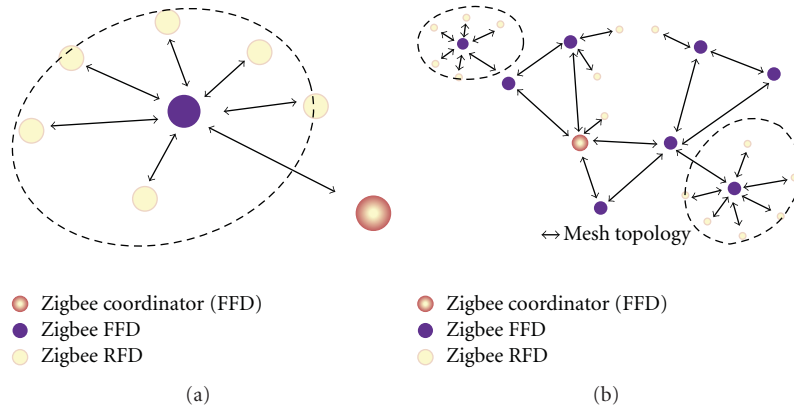 ↔ Mesh topology
Zigbee coordinator (FFD)
Zigbee FFD
Zigbee RFD
(a)
Zigbee coordinator (FFD)
Zigbee FFD
Zigbee RFD
(b)